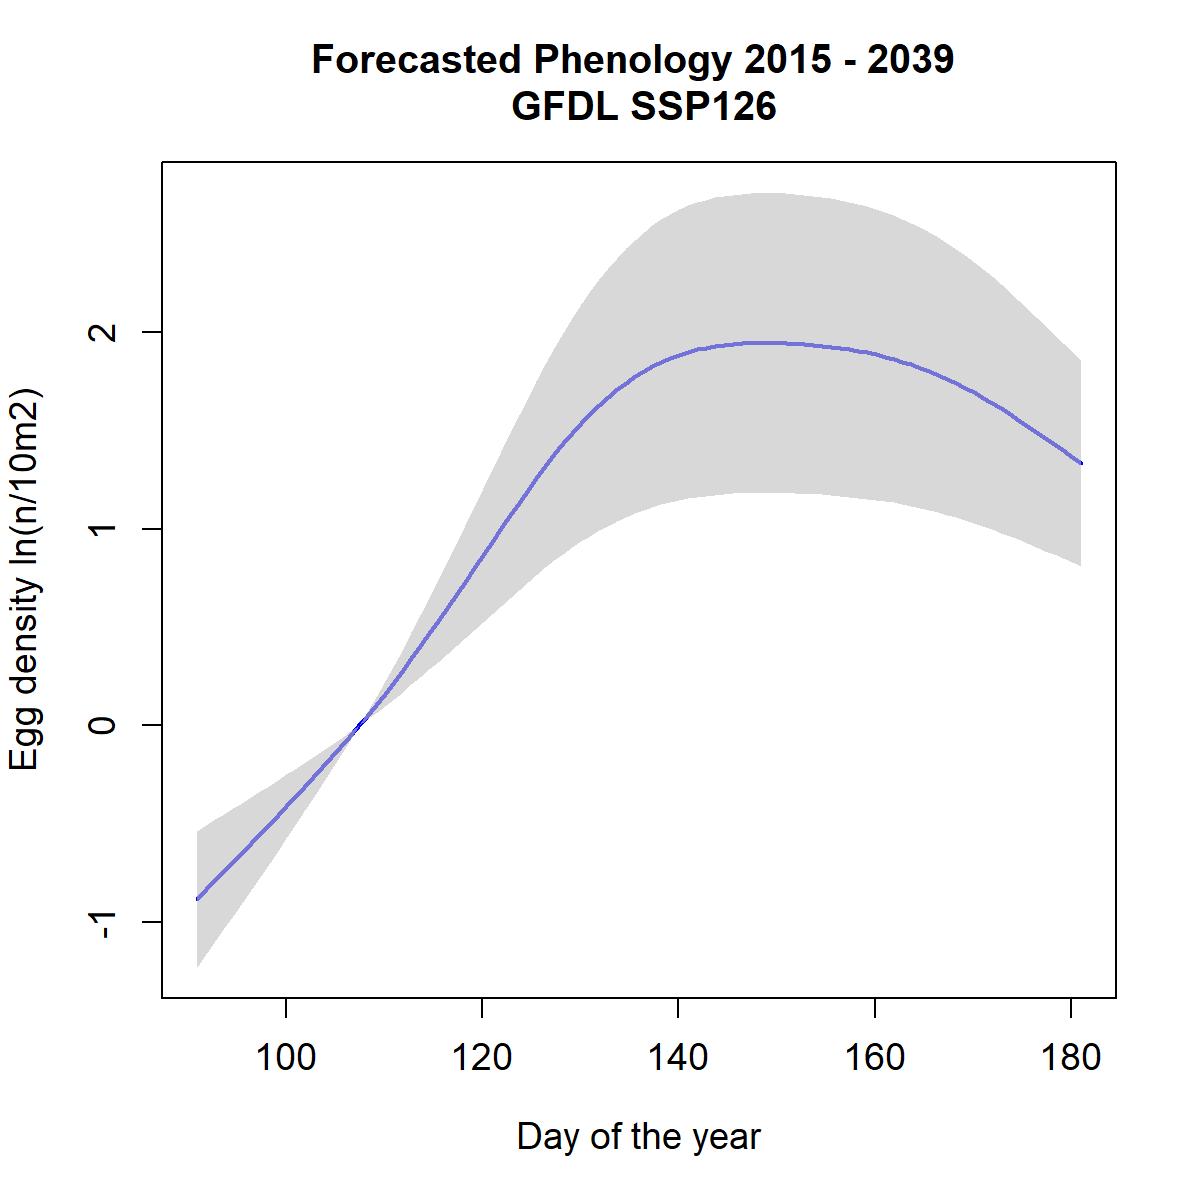 Forecasted Phenology 2015 - 2039
GFDL SSP126
Egg density ln(n/10m2)
2
1
0
-1
100 120 140 160 180
Day of the year